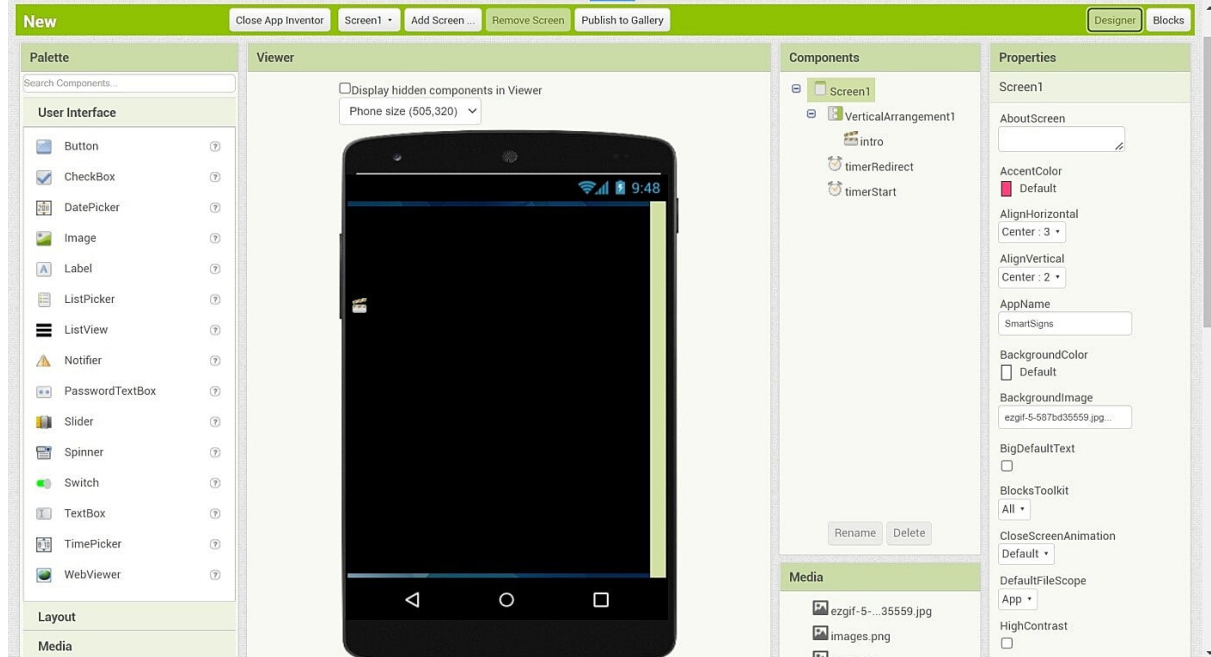 New
Close App Inventor
Screen1
Add Screen ...
Remove Screen
Publish to Gallery
Designer
Blocks
Palette
Search Components...
User Interface
Button
CheckBox
DatePicker
Image
Label
ListPicker
ListView
Notifier
PasswordTextBox
Slider
Spinner
Switch
TextBox
TimePicker
WebViewer
Layout
Media
Viewer
Display hidden components in Viewer
Phone size (505,320)
9:48
Components
Screen1
VerticalArrangement1
intro
timerRedirect
timerStart
Rename
Delete
Media
ezgif-5-...35559.jpg
images.png
Properties
Screen1
AboutScreen
AccentColor
Default
AlignHorizontal
Center : 3
AlignVertical
Center : 2
AppName
SmartSigns
BackgroundColor
Default
BackgroundImage
ezgif-5-587bd35559.jpg...
BigDefaultText
BlocksToolkit
All
CloseScreenAnimation
Default
DefaultFileScope
App
HighContrast